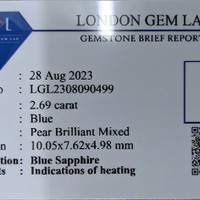 LONDON GEM LA
GEMSTONE BRIEF REPORT
28 Aug 2023
LGL2308090499
2.69 carat
Blue
Pear Brilliant Mixed
10.05x7.62x4.98 mm
: Blue Sapphire
: Indications of heating